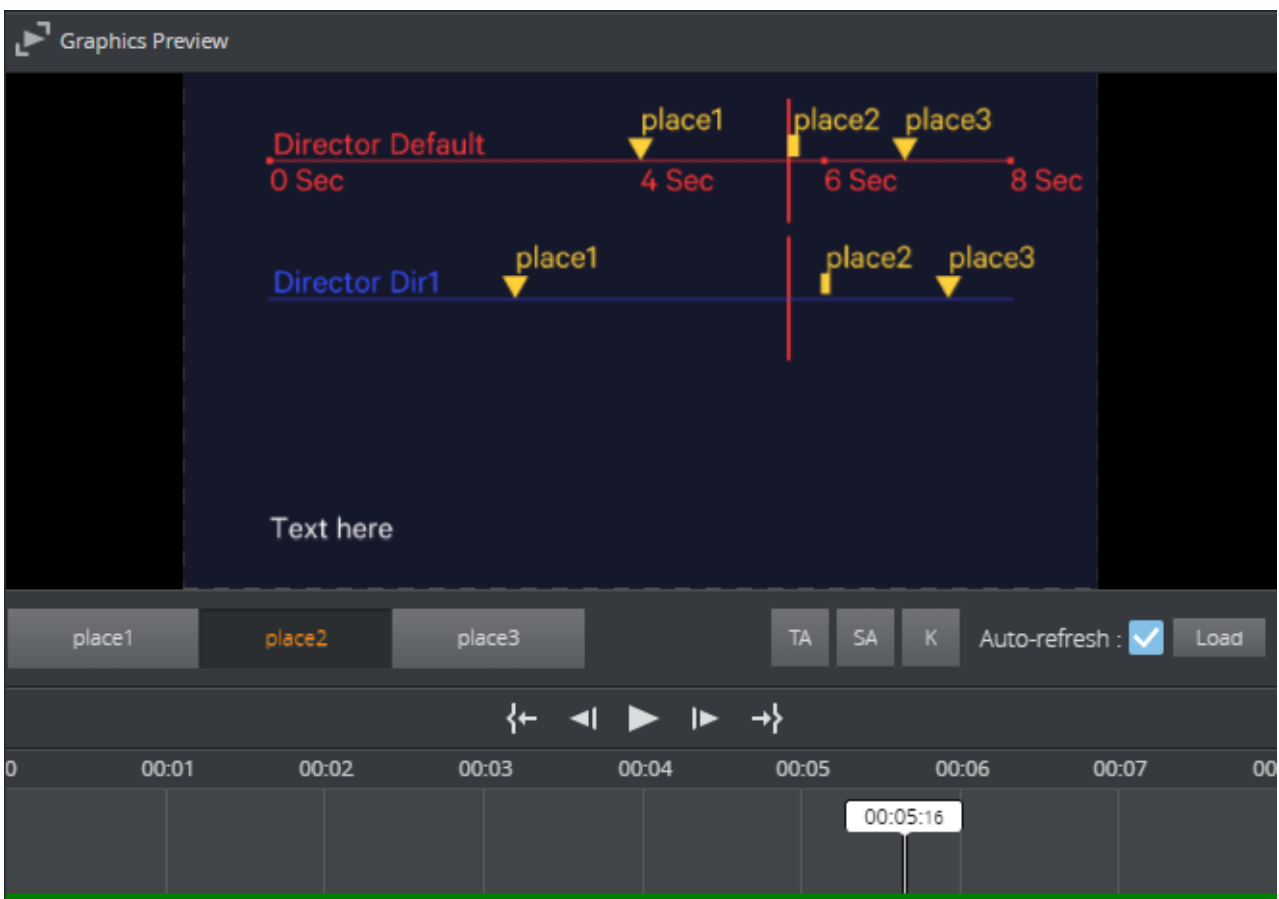 Graphics Preview
place1 place2 place3
Director Default
0 Sec 4 Sec 6 Sec 8 Sec
place1 place2 place3
Director Dir1
Text here
place1 place2 place3 TA SA K Auto-refresh : Load
0 00:01 00:02 00:03 00:04 00:05 00:06 00:07 00
00:05:16